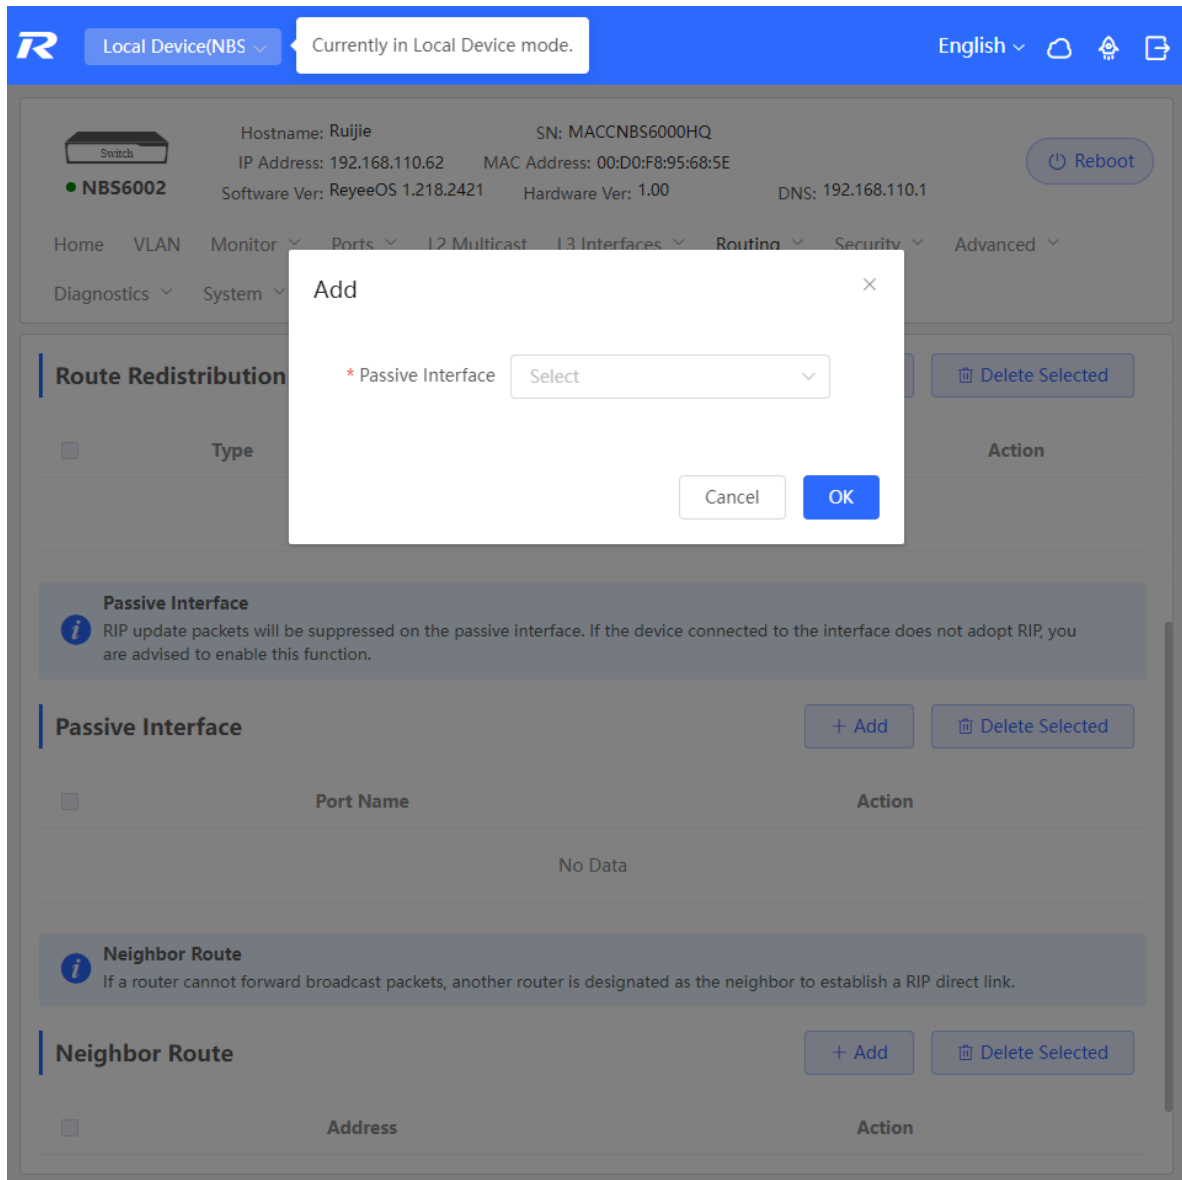 Local Device(NBS
Currently in Local Device mode.
English
Switch
NBS6002
Hostname: Ruijie
SN: MACCNBS6000HQ
IP Address: 192.168.110.62
MAC Address: 00:D0:F8:95:68:5E
Software Ver: ReyeeOS 1.218.2421
Hardware Ver: 1.00
DNS: 192.168.110.1
Reboot
Home VLAN Monitor Ports L2 Multicast L3 Interfaces Routing Security Advanced
Diagnostics System
Add
* Passive Interface Select
Cancel OK
Route Redistribution
Delete Selected
Type Action
Passive Interface
RIP update packets will be suppressed on the passive interface. If the device connected to the interface does not adopt RIP, you
are advised to enable this function.
Passive Interface
+ Add
Delete Selected
Port Name Action
No Data
Neighbor Route
If a router cannot forward broadcast packets, another router is designated as the neighbor to establish a RIP direct link.
Neighbor Route
+ Add
Delete Selected
Address Action